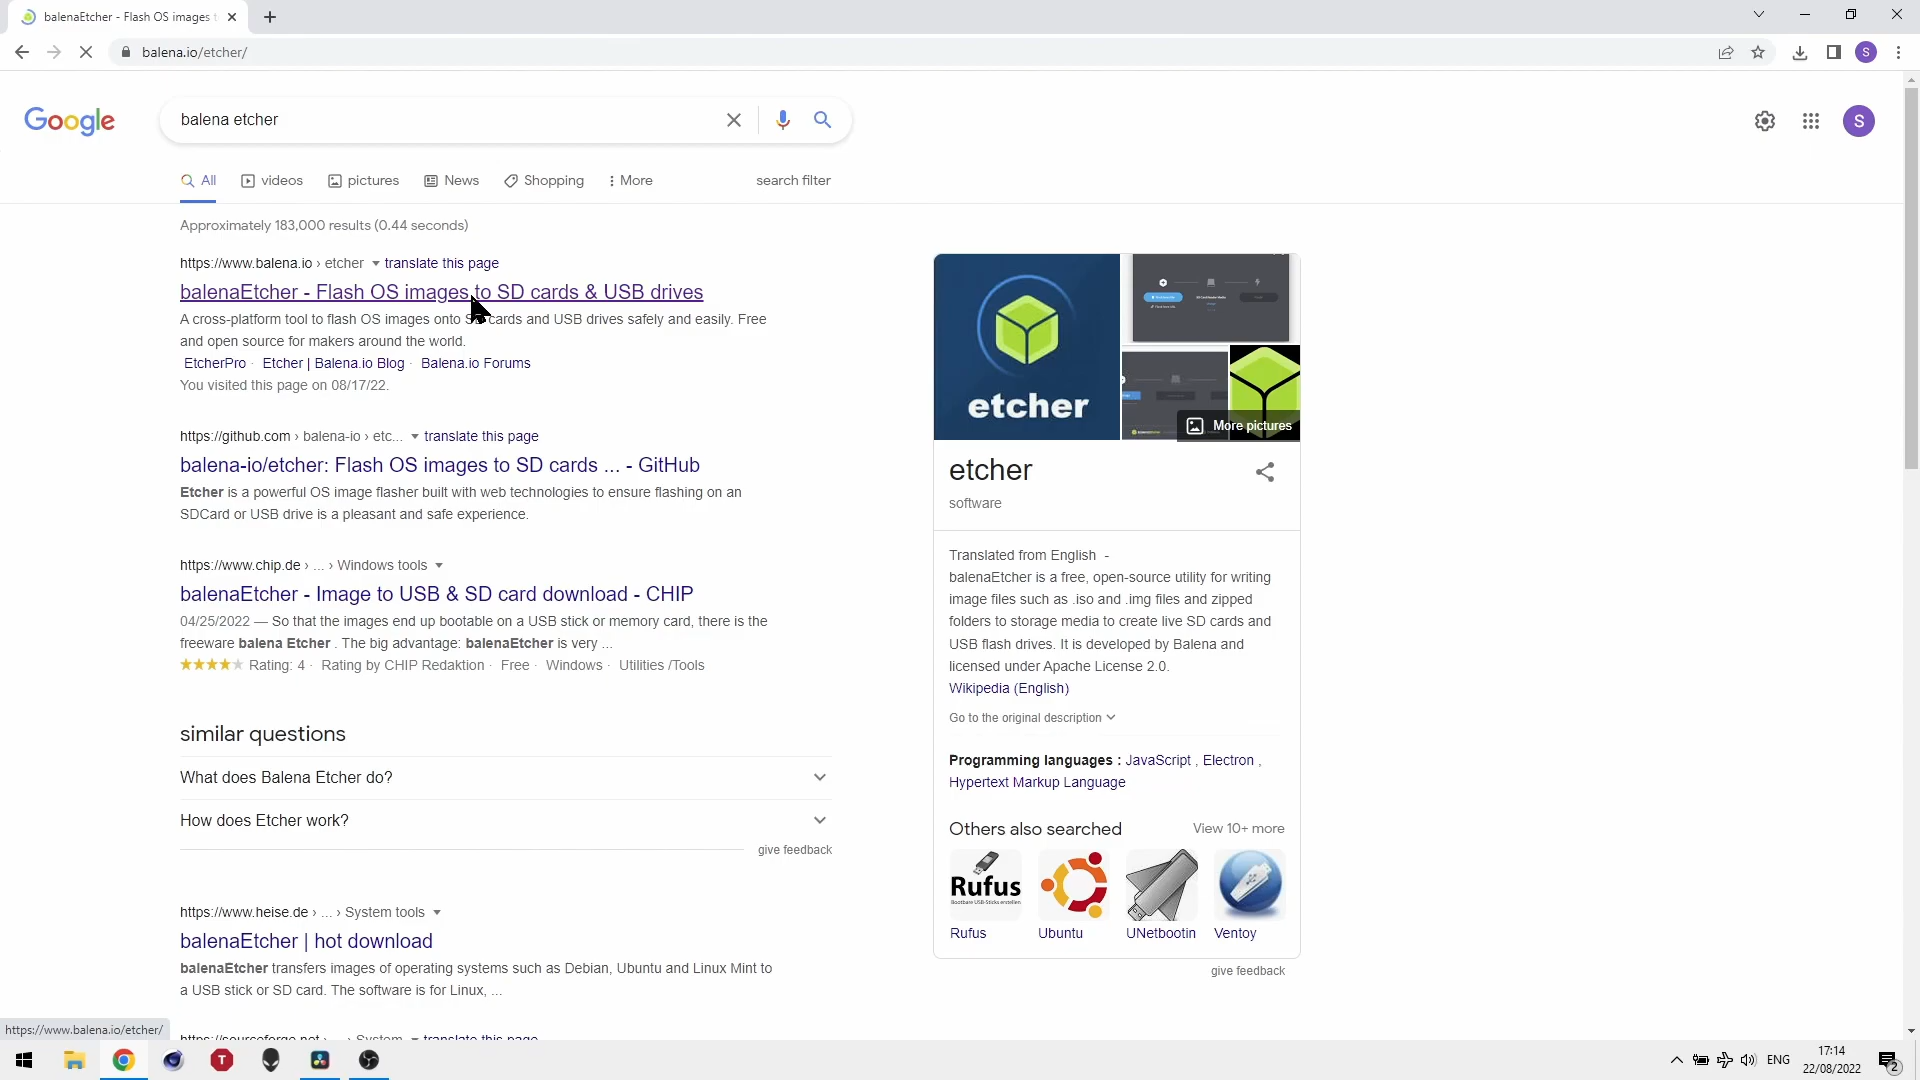 balenaEtcher - Flash OS images t
balena.io/etcher/
S
Google
balena etcher
S
All
videos
pictures
News
Shopping
More
search filter
Approximately 183,000 results (0.44 seconds)
https://www.balena.io › etcher
translate this page
balenaEtcher - Flash OS images to SD cards & USB drives
A cross-platform tool to flash OS images onto SD cards and USB drives safely and easily. Free
and open source for makers around the world.
EtcherPro · Etcher | Balena.io Blog · Balena.io Forums
You visited this page on 08/17/22.
https://github.com › balena-io › etc...
translate this page
balena-io/etcher: Flash OS images to SD cards ... - GitHub
Etcher is a powerful OS image flasher built with web technologies to ensure flashing on an
SDCard or USB drive is a pleasant and safe experience.
https://www.chip.de › ... › Windows tools
balenaEtcher - Image to USB & SD card download - CHIP
04/25/2022 — So that the images end up bootable on a USB stick or memory card, there is the
freeware balena Etcher . The big advantage: balenaEtcher is very ...
Rating: 4 · Rating by CHIP Redaktion · Free · Windows · Utilities /Tools
similar questions
What does Balena Etcher do?
How does Etcher work?
give feedback
https://www.heise.de › ... › System tools
balenaEtcher | hot download
balenaEtcher transfers images of operating systems such as Debian, Ubuntu and Linux Mint to
a USB stick or SD card. The software is for Linux, ...
https://sourceforge.net › ... › System
translate this page
etcher
More pictures
etcher
software
Translated from English -
balenaEtcher is a free, open-source utility for writing
image files such as .iso and .img files and zipped
folders to storage media to create live SD cards and
USB flash drives. It is developed by Balena and
licensed under Apache License 2.0.
Wikipedia (English)
Go to the original description
Programming languages : JavaScript , Electron ,
Hypertext Markup Language
Others also searched
View 10+ more
Rufus
Bootbare USB-Sticks erstellen
Rufus
Ubuntu
UNetbootin
Ventoy
give feedback
https://www.balena.io/etcher/
T
ENG
17:14
22/08/2022
2